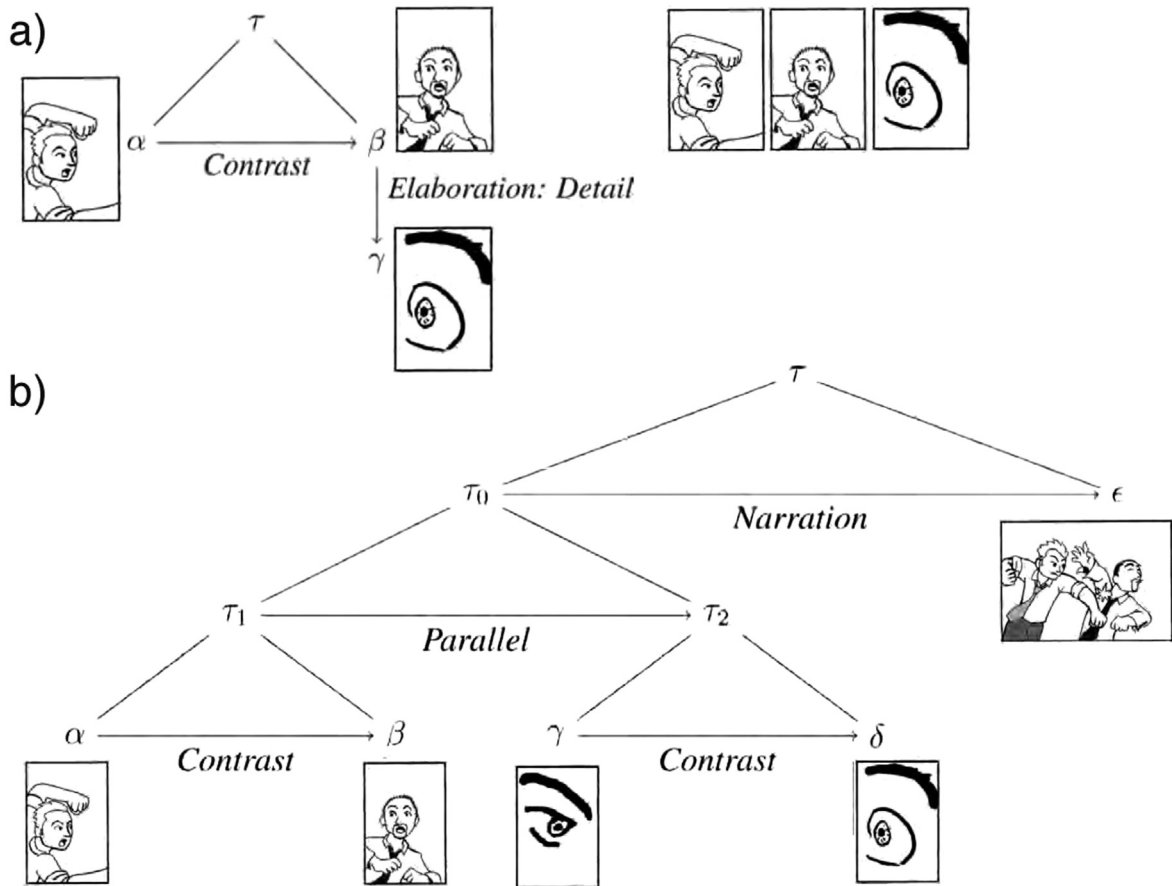 a)
τ
α
β
Contrast
Elaboration: Detail
γ
b)
τ
τ₀
ϵ
Narration
τ₁
τ₂
Parallel
α
β
γ
δ
Contrast
Contrast